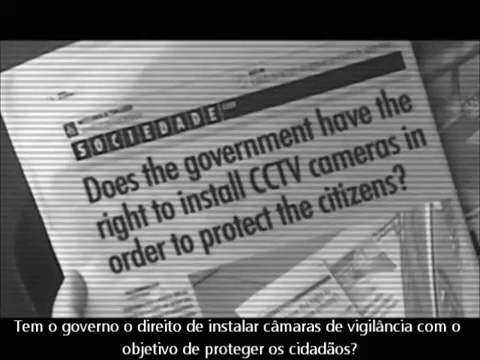 SOCIEDADE
Does the government have the
right to install CCTV cameras in
order to protect the citizens?
Tem o governo o direito de instalar câmaras de vigilância com o
objetivo de proteger os cidadãos?